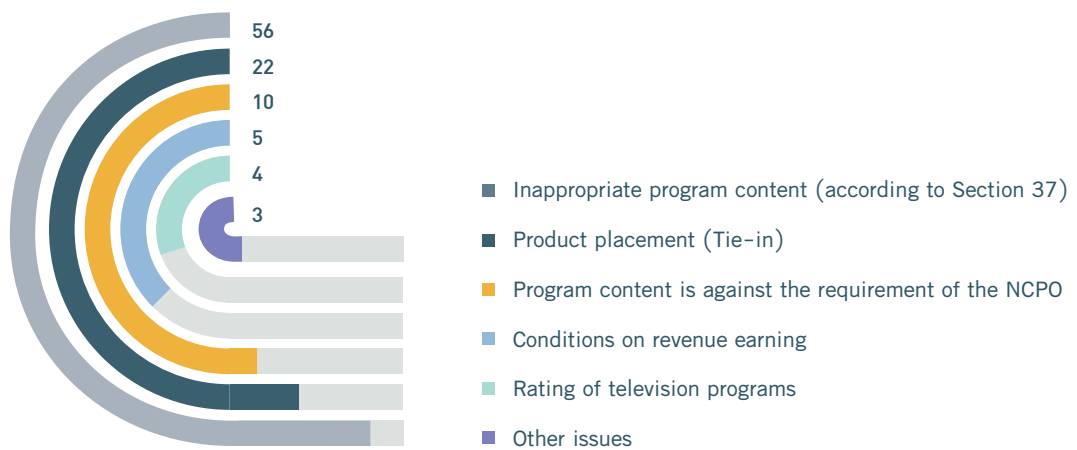 56
22
10
5
4
3
Inappropriate program content (according to Section 37)
Product placement (Tie-in)
Program content is against the requirement of the NCPO
Conditions on revenue earning
Rating of television programs
Other issues